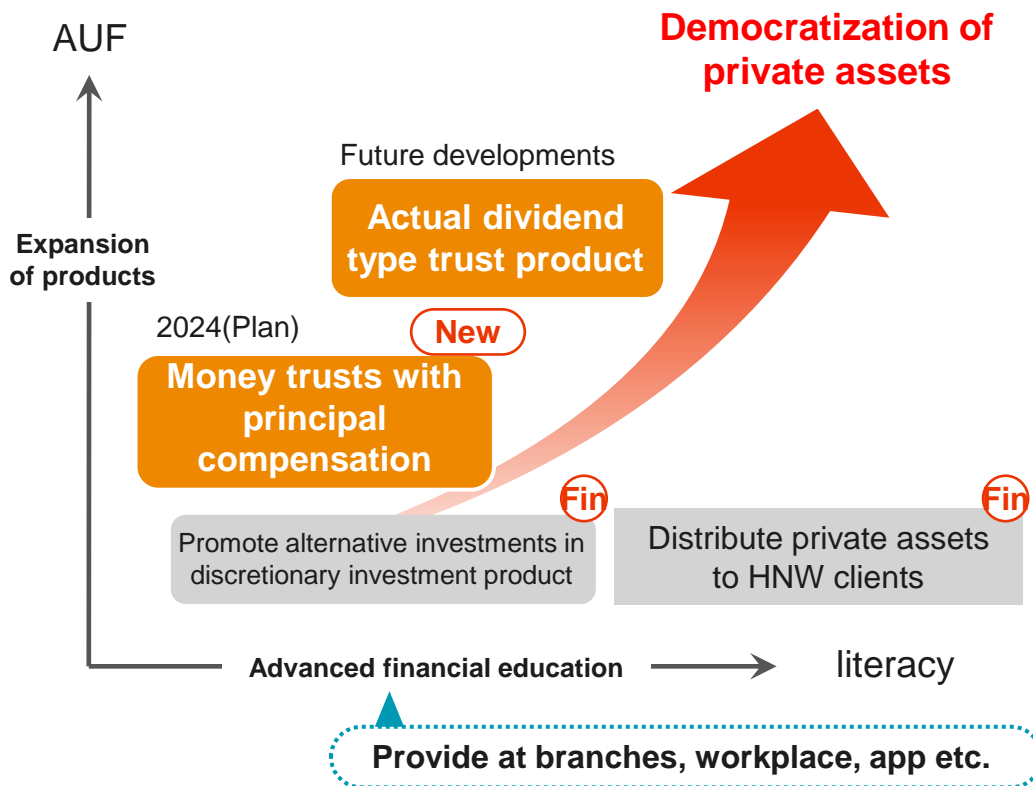 AUF
Democratization of
private assets
Future developments
Actual dividend
type trust product
Expansion
of products
2024(Plan)
New
Money trusts with
principal
compensation
Fin
Promote alternative investments in
discretionary investment product
Fin
Distribute private assets
to HNW clients
Advanced financial education
literacy
Provide at branches, workplace, app etc.